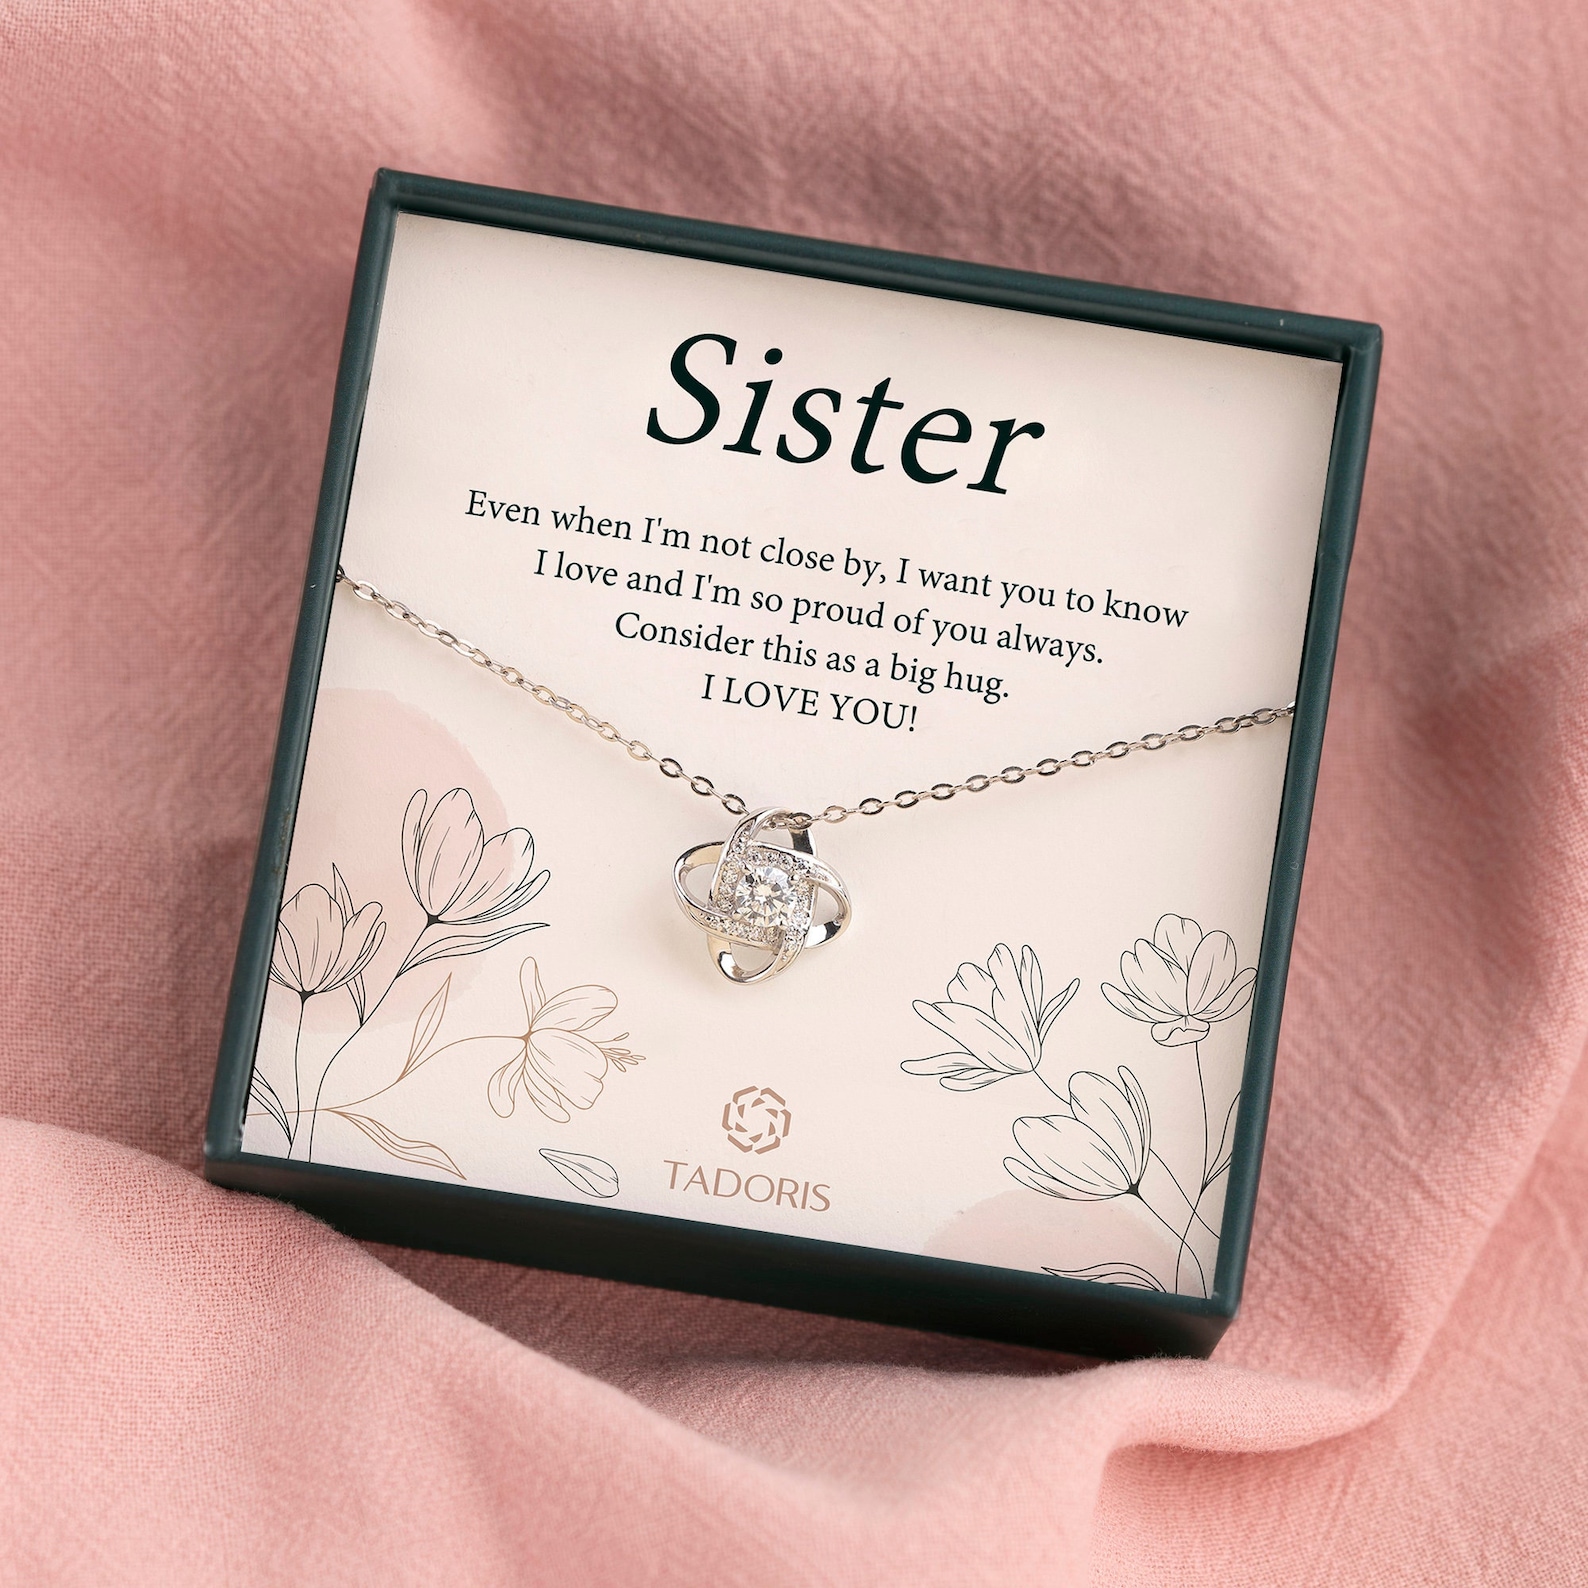 Sister
Even when I'm not close by, I want you to know
I love and I'm so proud of you always.
Consider this as a big hug.
I LOVE YOU!
TADORIS